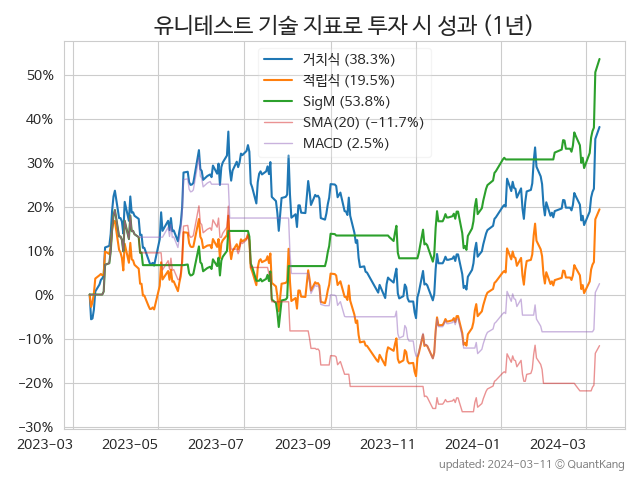 유니테스트 기술 지표로 투자 시 성과 (1년)
거치식 (38.3%)
적립식 (19.5%)
SigM (53.8%)
SMA(20) (−11.7%)
MACD (2.5%)
50%
40%
30%
20%
10%
0%
−10%
−20%
−30%
2023-03 2023-05 2023-07 2023-09 2023-11 2024-01 2024-03
updated: 2024-03-11 ⓒ QuantKang